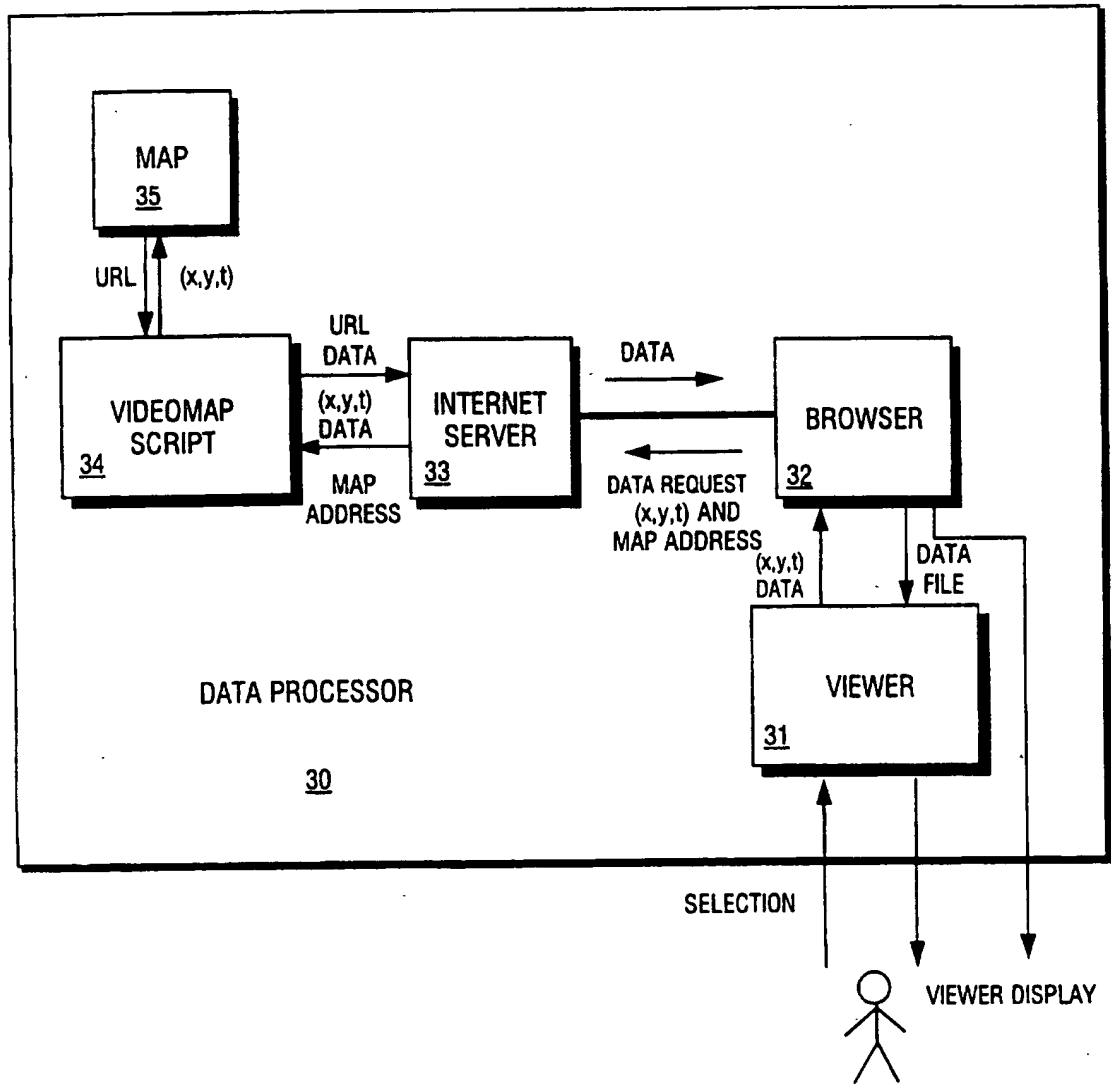 MAP
35
URL
(x,y,t)
URL
DATA
(x,y,t)
DATA
MAP
ADDRESS
VIDEOMAP
SCRIPT
34
INTERNET
SERVER
33
DATA
DATA REQUEST
(x,y,t) AND
MAP ADDRESS
BROWSER
32
(x,y,t)
DATA
DATA
FILE
VIEWER
31
DATA PROCESSOR
30
SELECTION
VIEWER DISPLAY